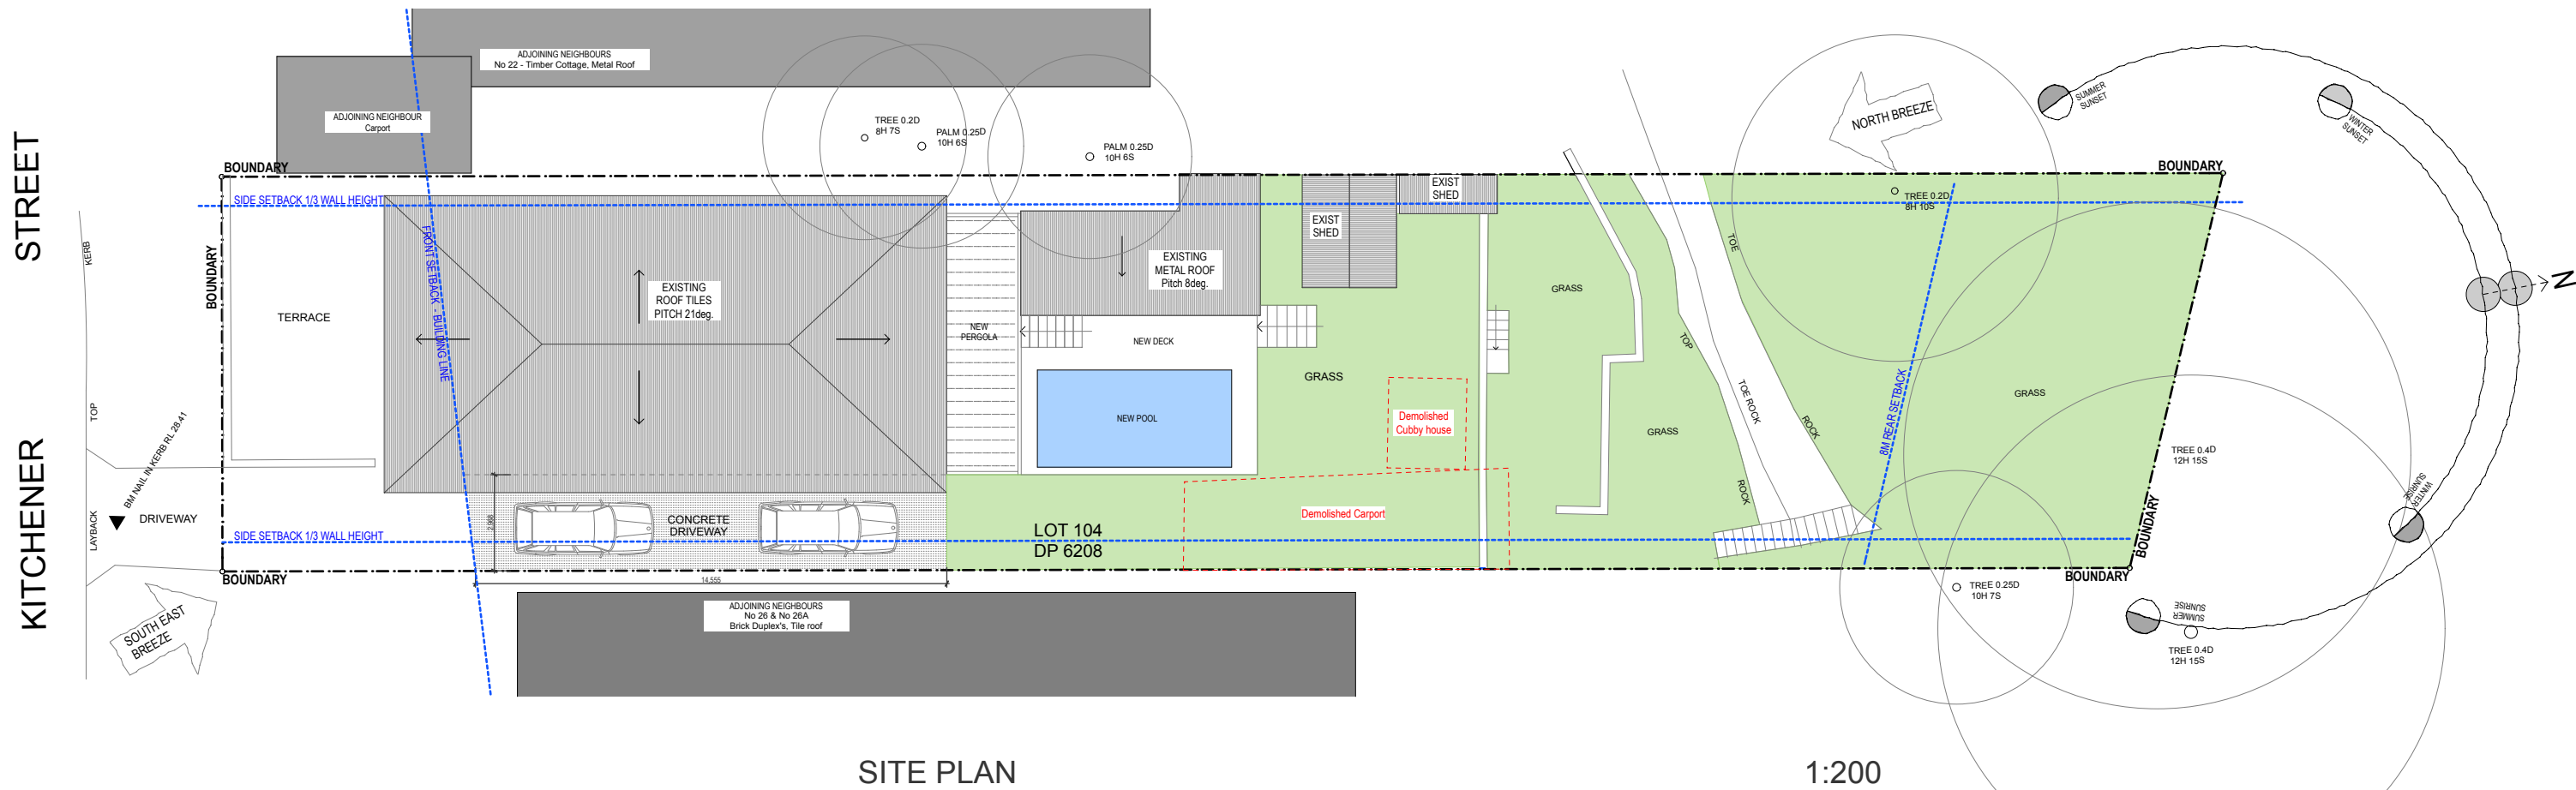 ADJOINING NEIGHBOURS
No 22 - Timber Cottage, Metal Roof
ADJOINING NEIGHBOUR
Carport
TREE 0.2D
8H 7S
PALM 0.25D
10H 6S
PALM 0.25D
10H 6S
NORTH BREEZE
SUMMER
SUNSET
WINTER
SUNSET
STREET
KITCHENER
KERB
TOP
LAYBACK
BM NAIL IN KERB RL 28.41
DRIVEWAY
SOUTH EAST
BREEZE
BOUNDARY
BOUNDARY
BOUNDARY
SIDE SETBACK 1/3 WALL HEIGHT
SIDE SETBACK 1/3 WALL HEIGHT
FRONT SETBACK - BUILDING LINE
TERRACE
EXISTING
ROOF TILES
PITCH 21deg.
NEW
PERGOLA
EXISTING
METAL ROOF
Pitch 8deg.
NEW DECK
NEW POOL
CONCRETE
DRIVEWAY
2,968
14,555
LOT 104
DP 6208
EXIST
SHED
EXIST
SHED
GRASS
Demolished
Cubby house
Demolished Carport
GRASS
GRASS
TOE
TOP
TOE ROCK
ROCK
ROCK
TREE 0.2D
8H 10S
8M REAR SETBACK
GRASS
BOUNDARY
BOUNDARY
BOUNDARY
TREE 0.4D
12H 15S
TREE 0.25D
10H 7S
TREE 0.4D
12H 15S
WINTER
SUNRISE
SUMMER
SUNRISE
N
ADJOINING NEIGHBOURS
No 26 & No 26A
Brick Duplex's, Tile roof
SITE PLAN
1:200